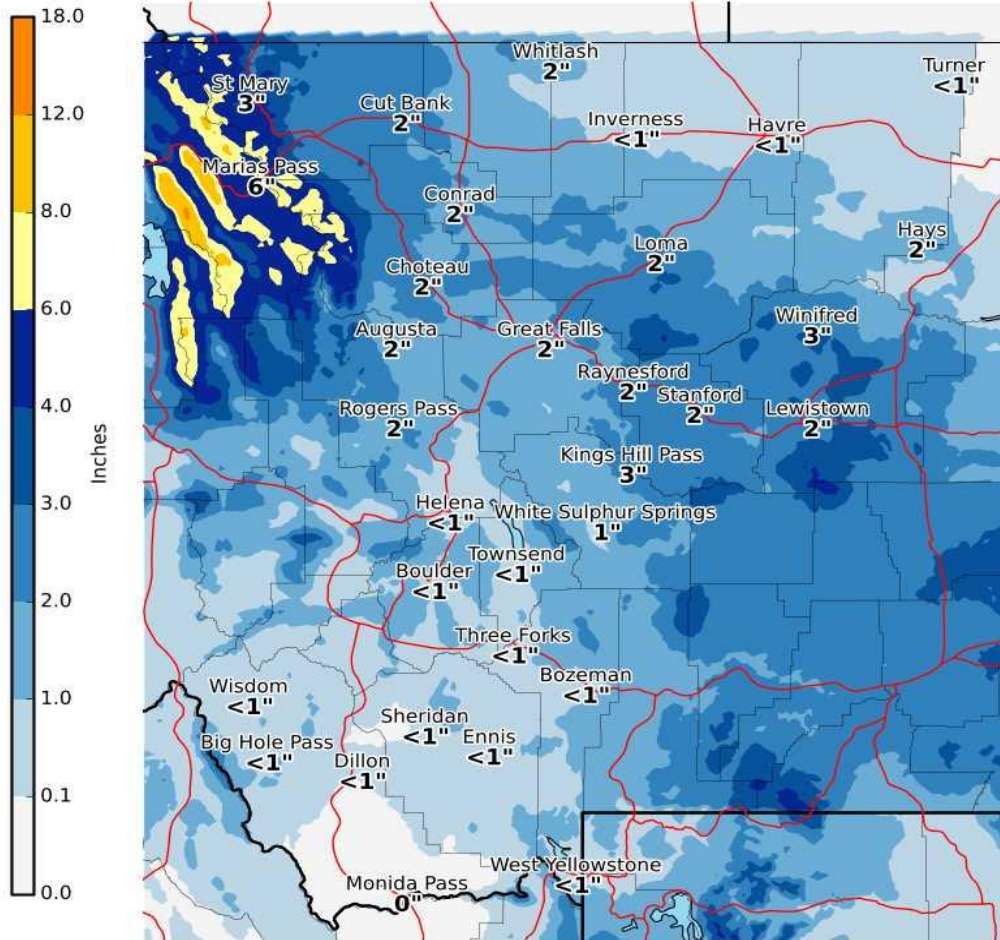 18.0
12.0
8.0
6.0
4.0
3.0
2.0
1.0
0.1
0.0
Inches
Whitlash
2"
Turner
<1"
St Mary
3"
Cut Bank
2"
Inverness
<1"
Havre
<1"
Marias Pass
6"
Conrad
2"
Hays
2"
Loma
2"
Choteau
2"
Augusta
2"
Great Falls
2"
Winifred
3"
Raynesford
2"
Stanford
2"
Rogers Pass
2"
Lewistown
2"
Kings Hill Pass
3"
Helena
<1"
White Sulphur Springs
1"
Townsend
<1"
Boulder
<1"
Three Forks
<1"
Bozeman
<1"
Wisdom
<1"
Sheridan
<1"
Ennis
<1"
Big Hole Pass
<1"
Dillon
<1"
West Yellowstone
<1"
Monida Pass
0"